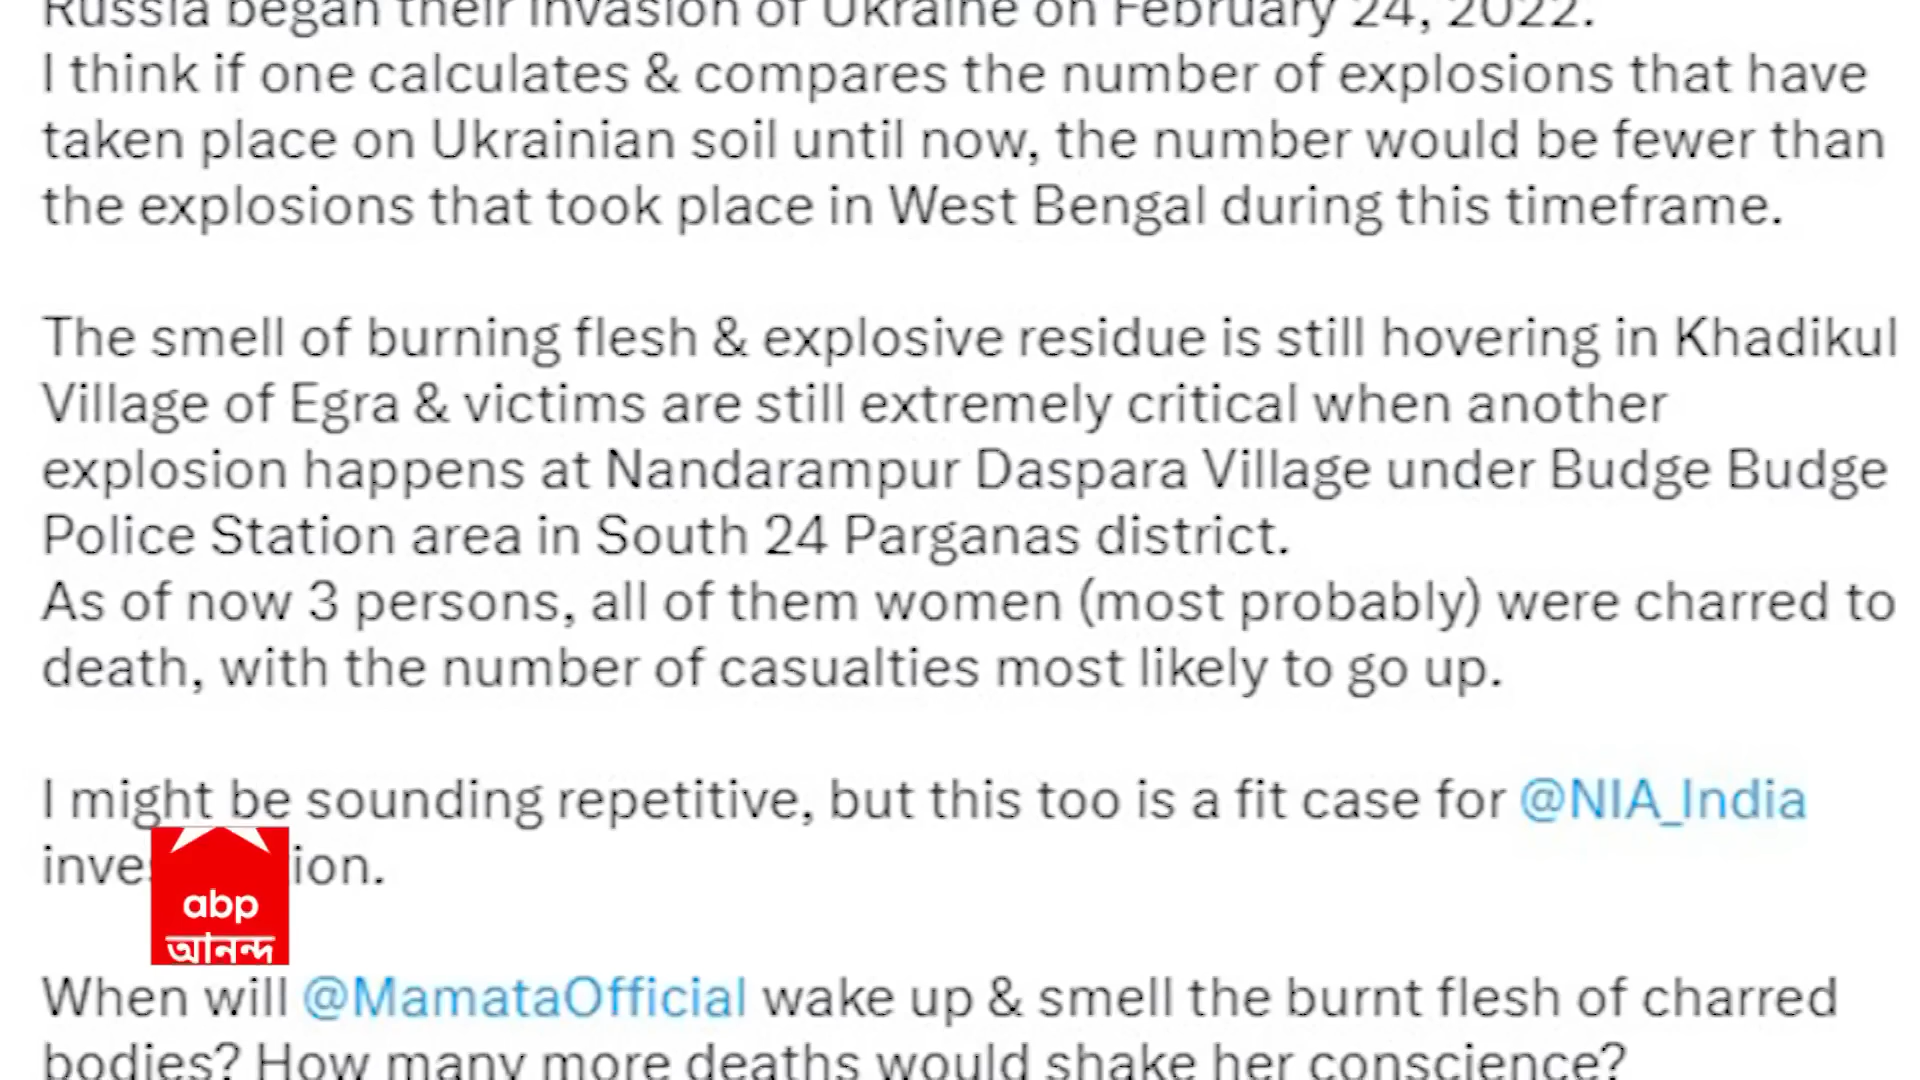 Russia began their invasion of Ukraine on February 24, 2022.
I think if one calculates & compares the number of explosions that have
taken place on Ukrainian soil until now, the number would be fewer than
the explosions that took place in West Bengal during this timeframe.
The smell of burning flesh & explosive residue is still hovering in Khadikul
Village of Egra & victims are still extremely critical when another
explosion happens at Nandarampur Daspara Village under Budge Budge
Police Station area in South 24 Parganas district.
As of now 3 persons, all of them women (most probably) were charred to
death, with the number of casualties most likely to go up.
I might be sounding repetitive, but this too is a fit case for @NIA_India
inves ion.
abp
আনন্দ
When will @MamataOfficial wake up & smell the burnt flesh of charred
bodies? How many more deaths would shake her conscience?